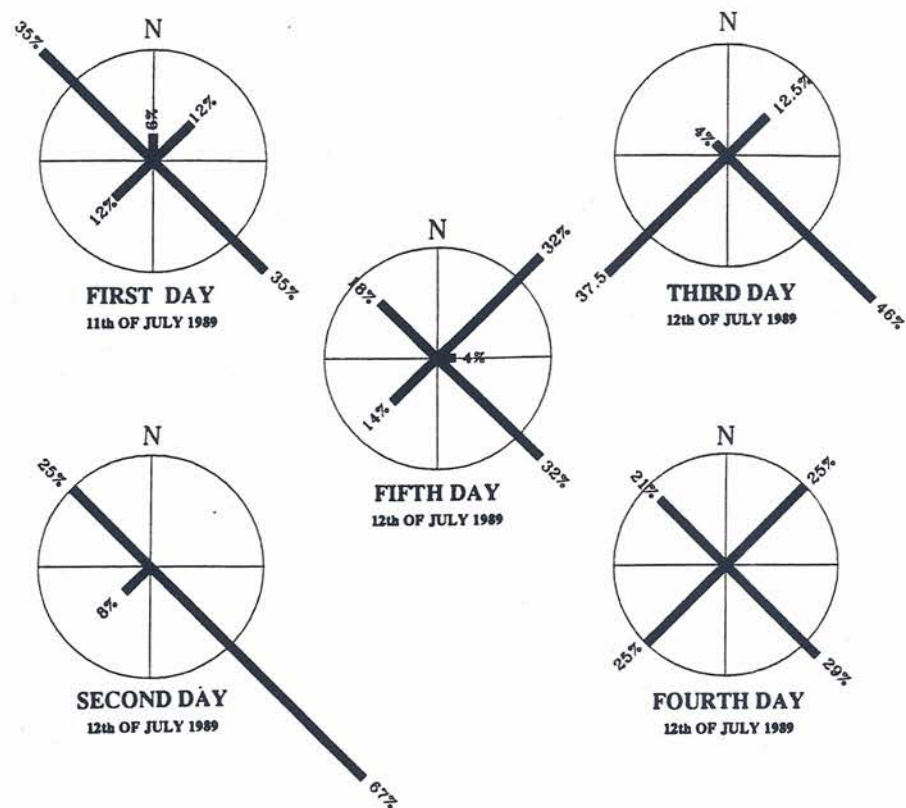 35%
N
6%
12%
12%
35%
FIRST DAY
11th OF JULY 1989
N
12.5%
4%
37.5
46%
THIRD DAY
12th OF JULY 1989
N
32%
18%
4%
14%
32%
FIFTH DAY
12th OF JULY 1989
N
25%
8%
67%
SECOND DAY
12th OF JULY 1989
N
25%
21%
25%
29%
FOURTH DAY
12th OF JULY 1989